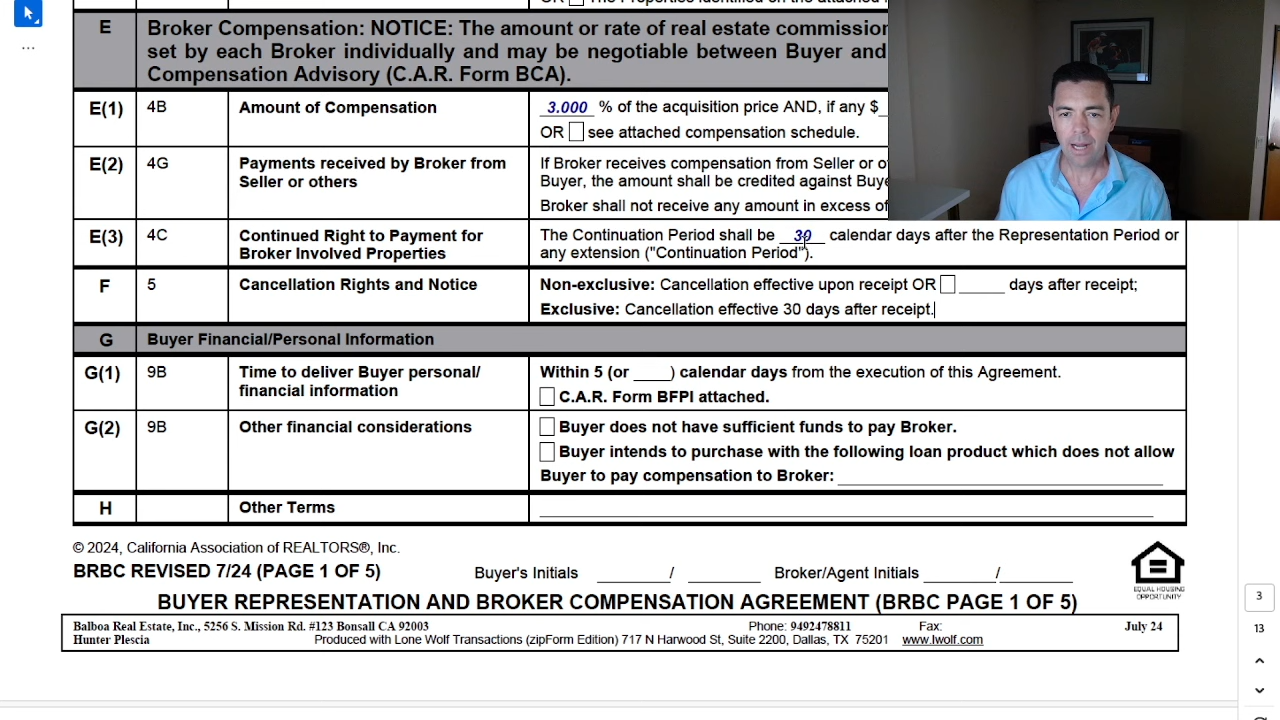 E Broker Compensation: NOTICE: The amount or rate of real estate commission
set by each Broker individually and may be negotiable between Buyer and
Compensation Advisory (C.A.R. Form BCA).
E(1) 4B Amount of Compensation 3.000 % of the acquisition price AND, if any $
OR see attached compensation schedule.
E(2) 4G Payments received by Broker from
Seller or others
If Broker receives compensation from Seller or
Buyer, the amount shall be credited against
Broker shall not receive any amount in excess of
E(3) 4C Continued Right to Payment for
Broker Involved Properties
The Continuation Period shall be 30 calendar days after the Representation Period or
any extension ("Continuation Period").
F 5 Cancellation Rights and Notice Non-exclusive: Cancellation effective upon receipt OR _____ days after receipt;
Exclusive: Cancellation effective 30 days after receipt.
G Buyer Financial/Personal Information
G(1) 9B Time to deliver Buyer personal/
financial information
Within 5 (or ____ ) calendar days from the execution of this Agreement.
C.A.R. Form BFPI attached.
G(2) 9B Other financial considerations Buyer does not have sufficient funds to pay Broker.
Buyer intends to purchase with the following loan product which does not allow
Buyer to pay compensation to Broker:
H Other Terms
© 2024, California Association of REALTORS®, Inc.
BRBC REVISED 7/24 (PAGE 1 OF 5) Buyer's Initials ________/ ________ Broker/Agent Initials ________/________
EQUAL HOUSING
OPPORTUNITY
BUYER REPRESENTATION AND BROKER COMPENSATION AGREEMENT (BRBC PAGE 1 OF 5)
Balboa Real Estate, Inc., 5256 S. Mission Rd. #123 Bonsall CA 92003 Phone: 9492478811 Fax: July 24
Hunter Plescia Produced with Lone Wolf Transactions (zipForm Edition) 717 N Harwood St, Suite 2200, Dallas, TX 75201 www.lwolf.com
3
13